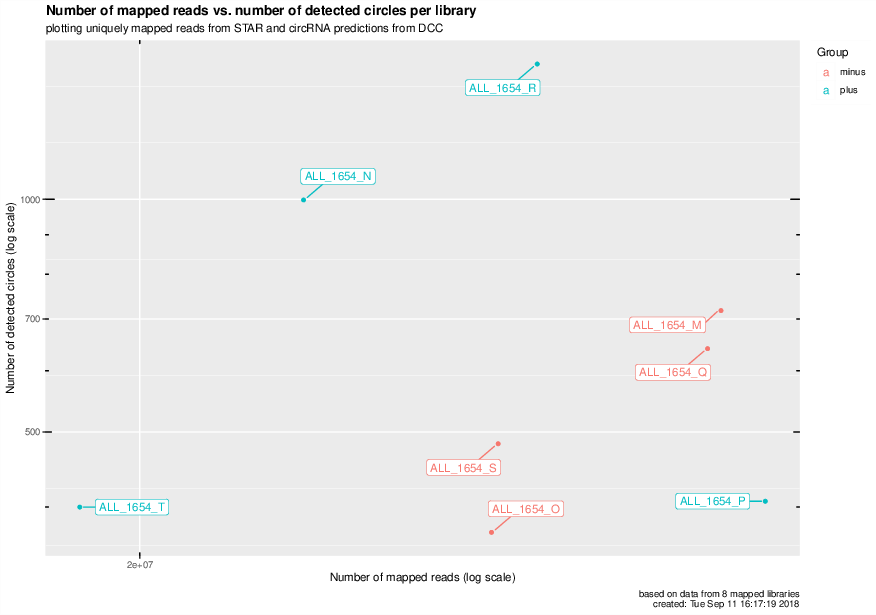 Number of mapped reads vs. number of detected circles per library
plotting uniquely mapped reads from STAR and circRNA predictions from DCC
Group
a minus
a plus
ALL_1654_R
ALL_1654_N
1000
ALL_1654_M
700
ALL_1654_Q
500
ALL_1654_S
ALL_1654_T
ALL_1654_O
ALL_1654_P
Number of detected circles (log scale)
2e+07
Number of mapped reads (log scale)
based on data from 8 mapped libraries
created: Tue Sep 11 16:17:19 2018